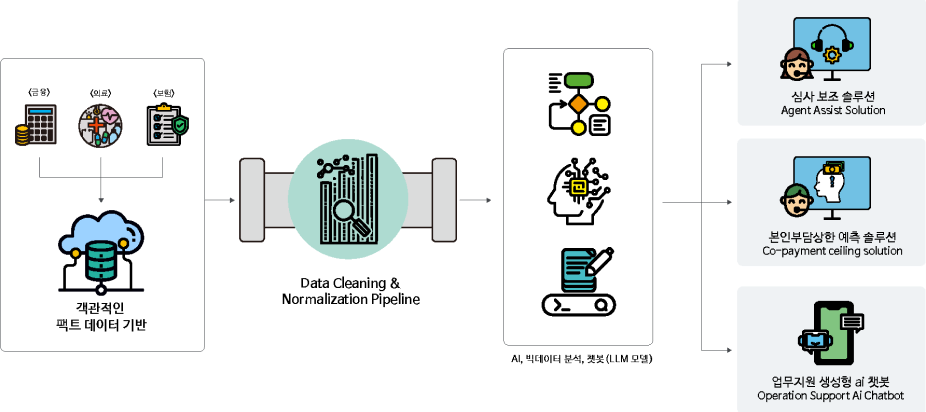 <금융>
<의료>
<보험>
객관적인
팩트 데이터 기반
Data Cleaning &
Normalization Pipeline
AI, 빅데이터 분석, 챗봇 (LLM 모델)
심사 보조 솔루션
Agent Assist Solution
본인부담상한 예측 솔루션
Co-payment ceiling solution
업무지원 생성형 ai 챗봇
Operation Support Ai Chatbot